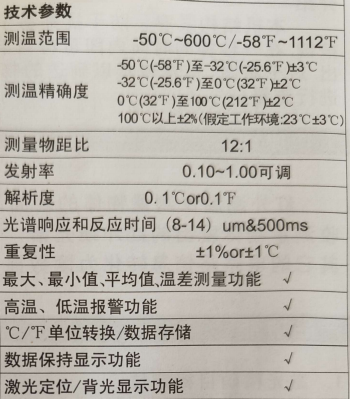 技术参数
测温范围 -50℃~600℃/-58℉~1112℉
-50℃(-58℉)至-32℃(-25.6℉)±3℃
-32℃(-25.6℉)至0℃(32℉)±2℃
测温精确度
0℃(32℉)至100℃(212℉)±2℃
100℃以上±2%(假定工作环境:23℃±3℃)
测量物距比 12:1
发射率 0.10~1.00可调
解析度 0.1℃or0.1℉
光谱响应和反应时间 (8-14) um&500ms
重复性 ±1%or±1℃
最大、最小值、平均值,温差测量功能 √
高温、低温报警功能 √
℃/℉单位转换/数据存储 √
数据保持显示功能 √
激光定位/背光显示功能 √